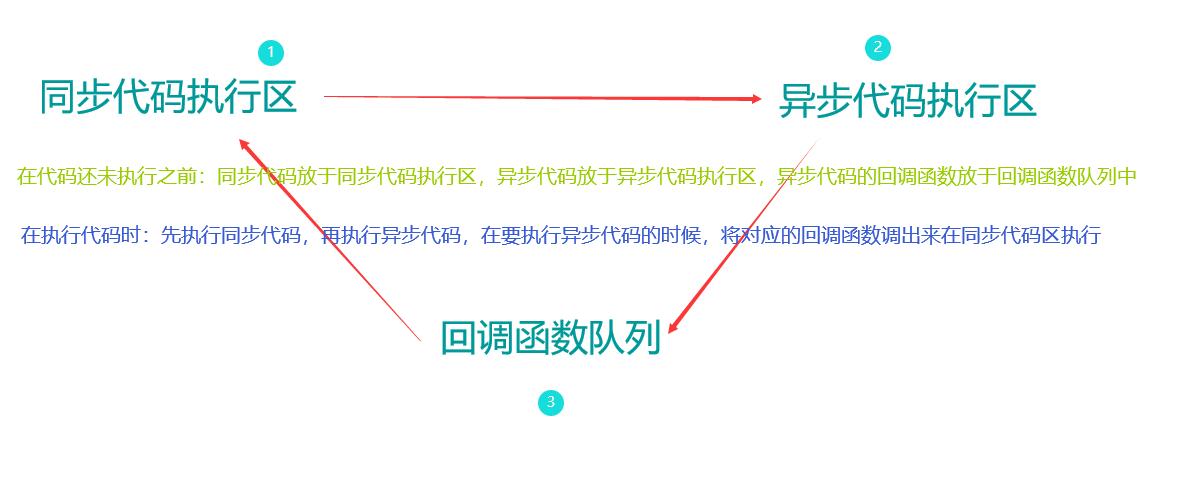 1
2
同步代码执行区
异步代码执行区
在代码还未执行之前：同步代码放于同步代码执行区，异步代码放于异步代码执行区，异步代码的回调函数放于回调函数队列中
在执行代码时：先执行同步代码，再执行异步代码，在要执行异步代码的时候，将对应的回调函数调出来在同步代码区执行
回调函数队列
3